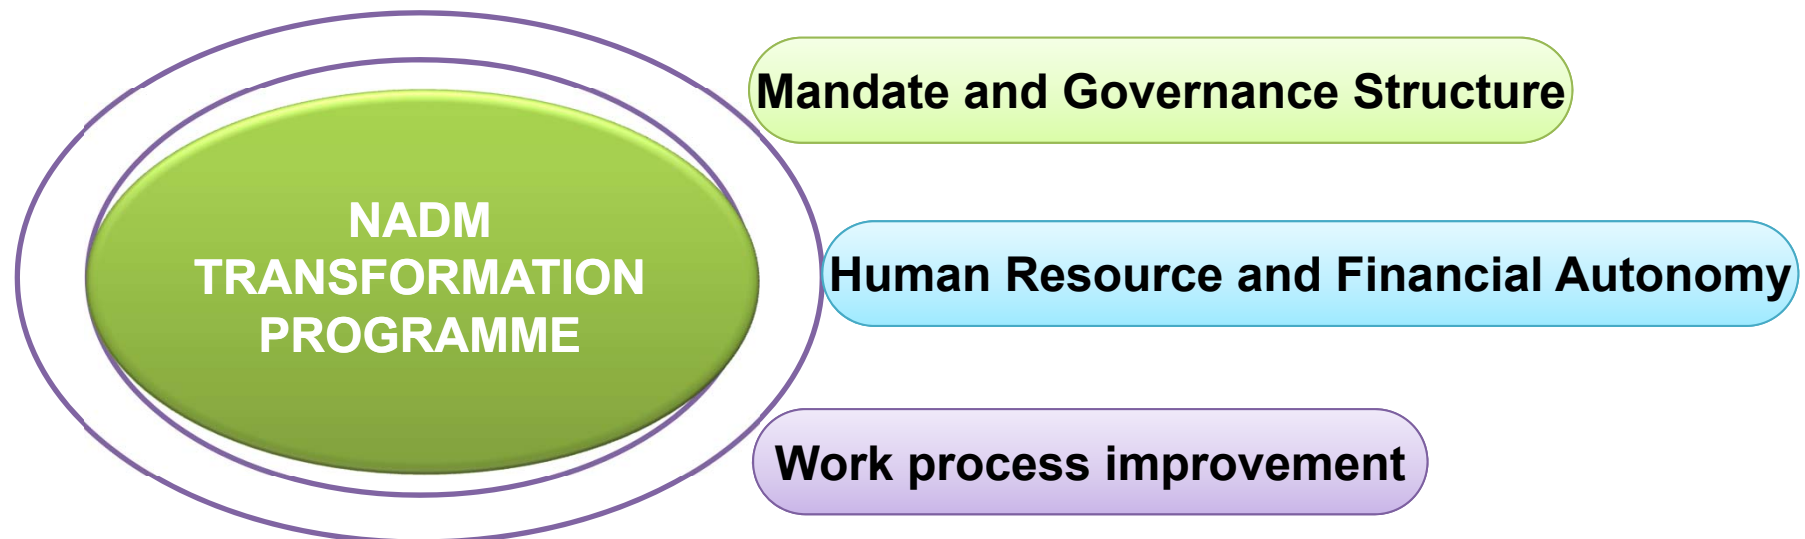 NADM
TRANSFORMATION
PROGRAMME
Mandate and Governance Structure
Human Resource and Financial Autonomy
Work process improvement